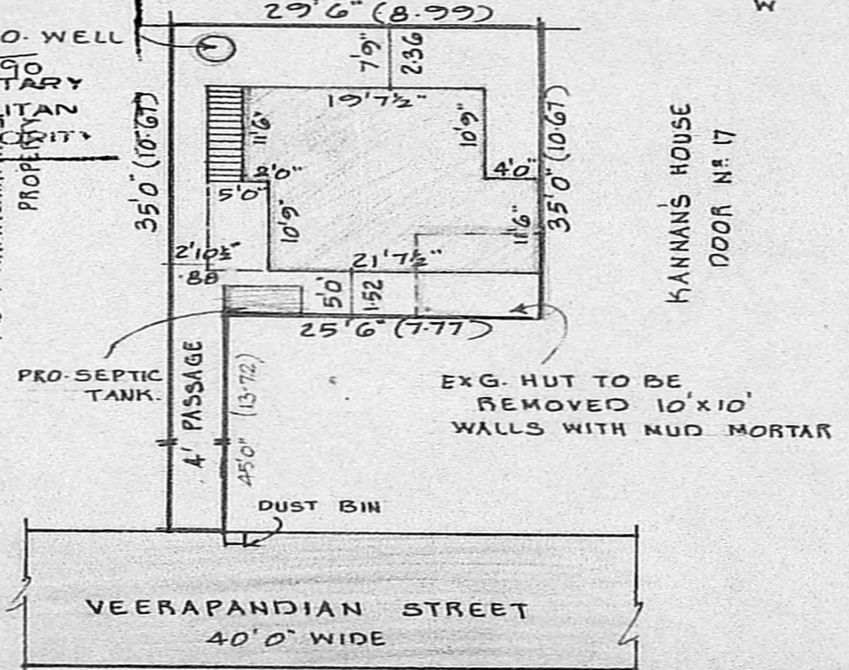 29'6" (8.99)
W
O. WELL
7'9"
2.36
90
TARY
ITAN
PROPERTY
19'7½"
11'6"
10'9"
35'0" (10.67)
35'0" (10.67)
4'0"
5'0"
10'9"
11'6"
KANNAN'S HOUSE
DOOR Nº 17
2'10½"
.88
21'7½"
5'0"
1.52
25'6" (7.77)
PRO. SEPTIC
TANK.
4' PASSAGE
45'0" (13.72)
EXG. HUT TO BE
REMOVED 10'X10'
WALLS WITH MUD MORTAR
DUST BIN
VEERAPANDIAN STREET
40'0" WIDE